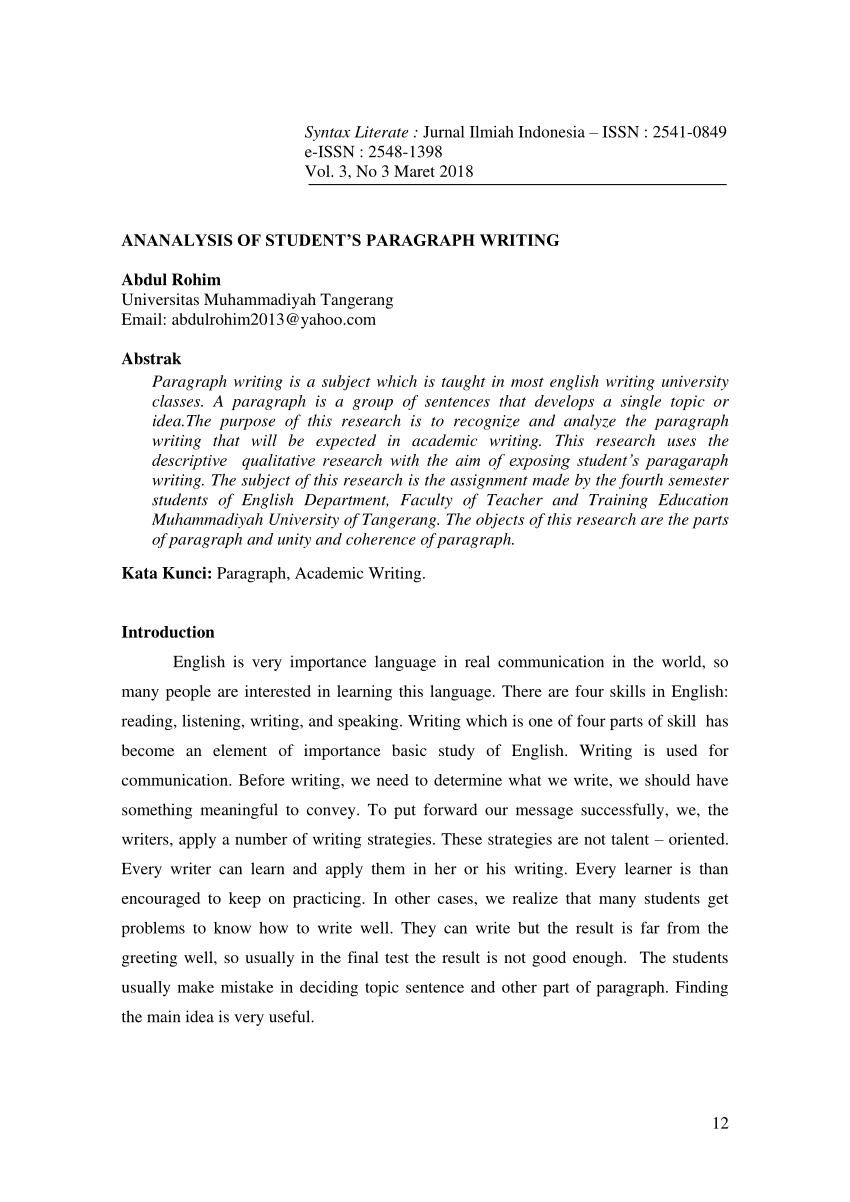 Syntax Literate : Jurnal Ilmiah Indonesia – ISSN : 2541-0849
e-ISSN : 2548-1398
Vol. 3, No 3 Maret 2018
ANANALYSIS OF STUDENT’S PARAGRAPH WRITING
Abdul Rohim
Universitas Muhammadiyah Tangerang
Email: abdulrohim2013@yahoo.com
Abstrak
Paragraph writing is a subject which is taught in most english writing university
classes. A paragraph is a group of sentences that develops a single topic or
idea.The purpose of this research is to recognize and analyze the paragraph
writing that will be expected in academic writing. This research uses the
descriptive qualitative research with the aim of exposing student’s paragaraph
writing. The subject of this research is the assignment made by the fourth semester
students of English Department, Faculty of Teacher and Training Education
Muhammadiyah University of Tangerang. The objects of this research are the parts
of paragraph and unity and coherence of paragraph.
Kata Kunci: Paragraph, Academic Writing.
Introduction
English is very importance language in real communication in the world, so
many people are interested in learning this language. There are four skills in English:
reading, listening, writing, and speaking. Writing which is one of four parts of skill has
become an element of importance basic study of English. Writing is used for
communication. Before writing, we need to determine what we write, we should have
something meaningful to convey. To put forward our message successfully, we, the
writers, apply a number of writing strategies. These strategies are not talent – oriented.
Every writer can learn and apply them in her or his writing. Every learner is than
encouraged to keep on practicing. In other cases, we realize that many students get
problems to know how to write well. They can write but the result is far from the
greeting well, so usually in the final test the result is not good enough. The students
usually make mistake in deciding topic sentence and other part of paragraph. Finding
the main idea is very useful.
12